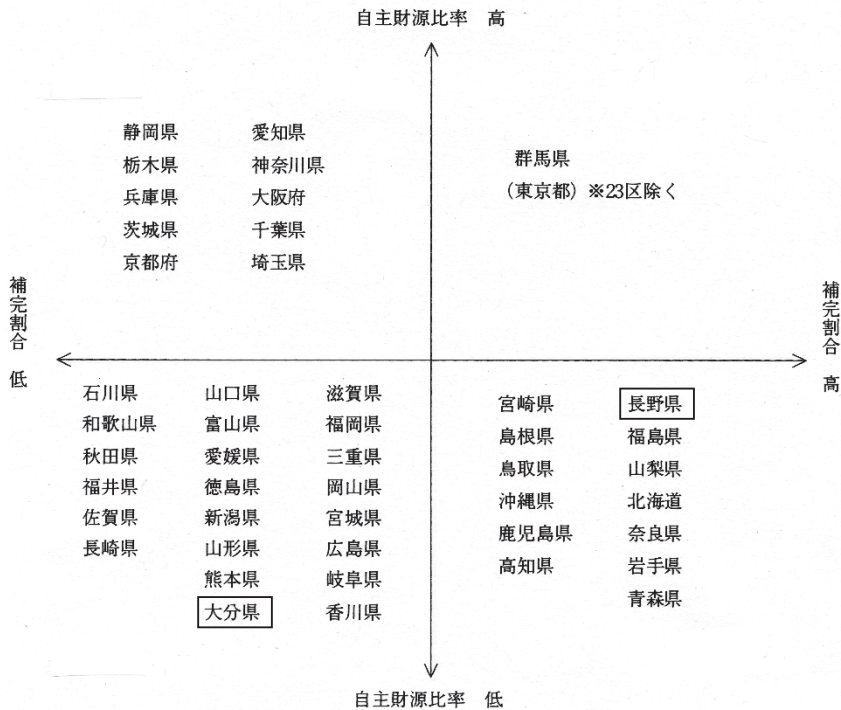 自主財源比率　高
静岡県　愛知県
栃木県　神奈川県
兵庫県　大阪府
茨城県　千葉県
京都府　埼玉県
群馬県
（東京都）※23区除く
補完割合　低
補完割合　高
石川県　山口県　滋賀県
和歌山県　富山県　福岡県
秋田県　愛媛県　三重県
福井県　徳島県　岡山県
佐賀県　新潟県　宮城県
長崎県　山形県　広島県
熊本県　岐阜県
大分県　香川県
宮崎県　長野県
島根県　福島県
鳥取県　山梨県
沖縄県　北海道
鹿児島県　奈良県
高知県　岩手県
青森県
自主財源比率　低